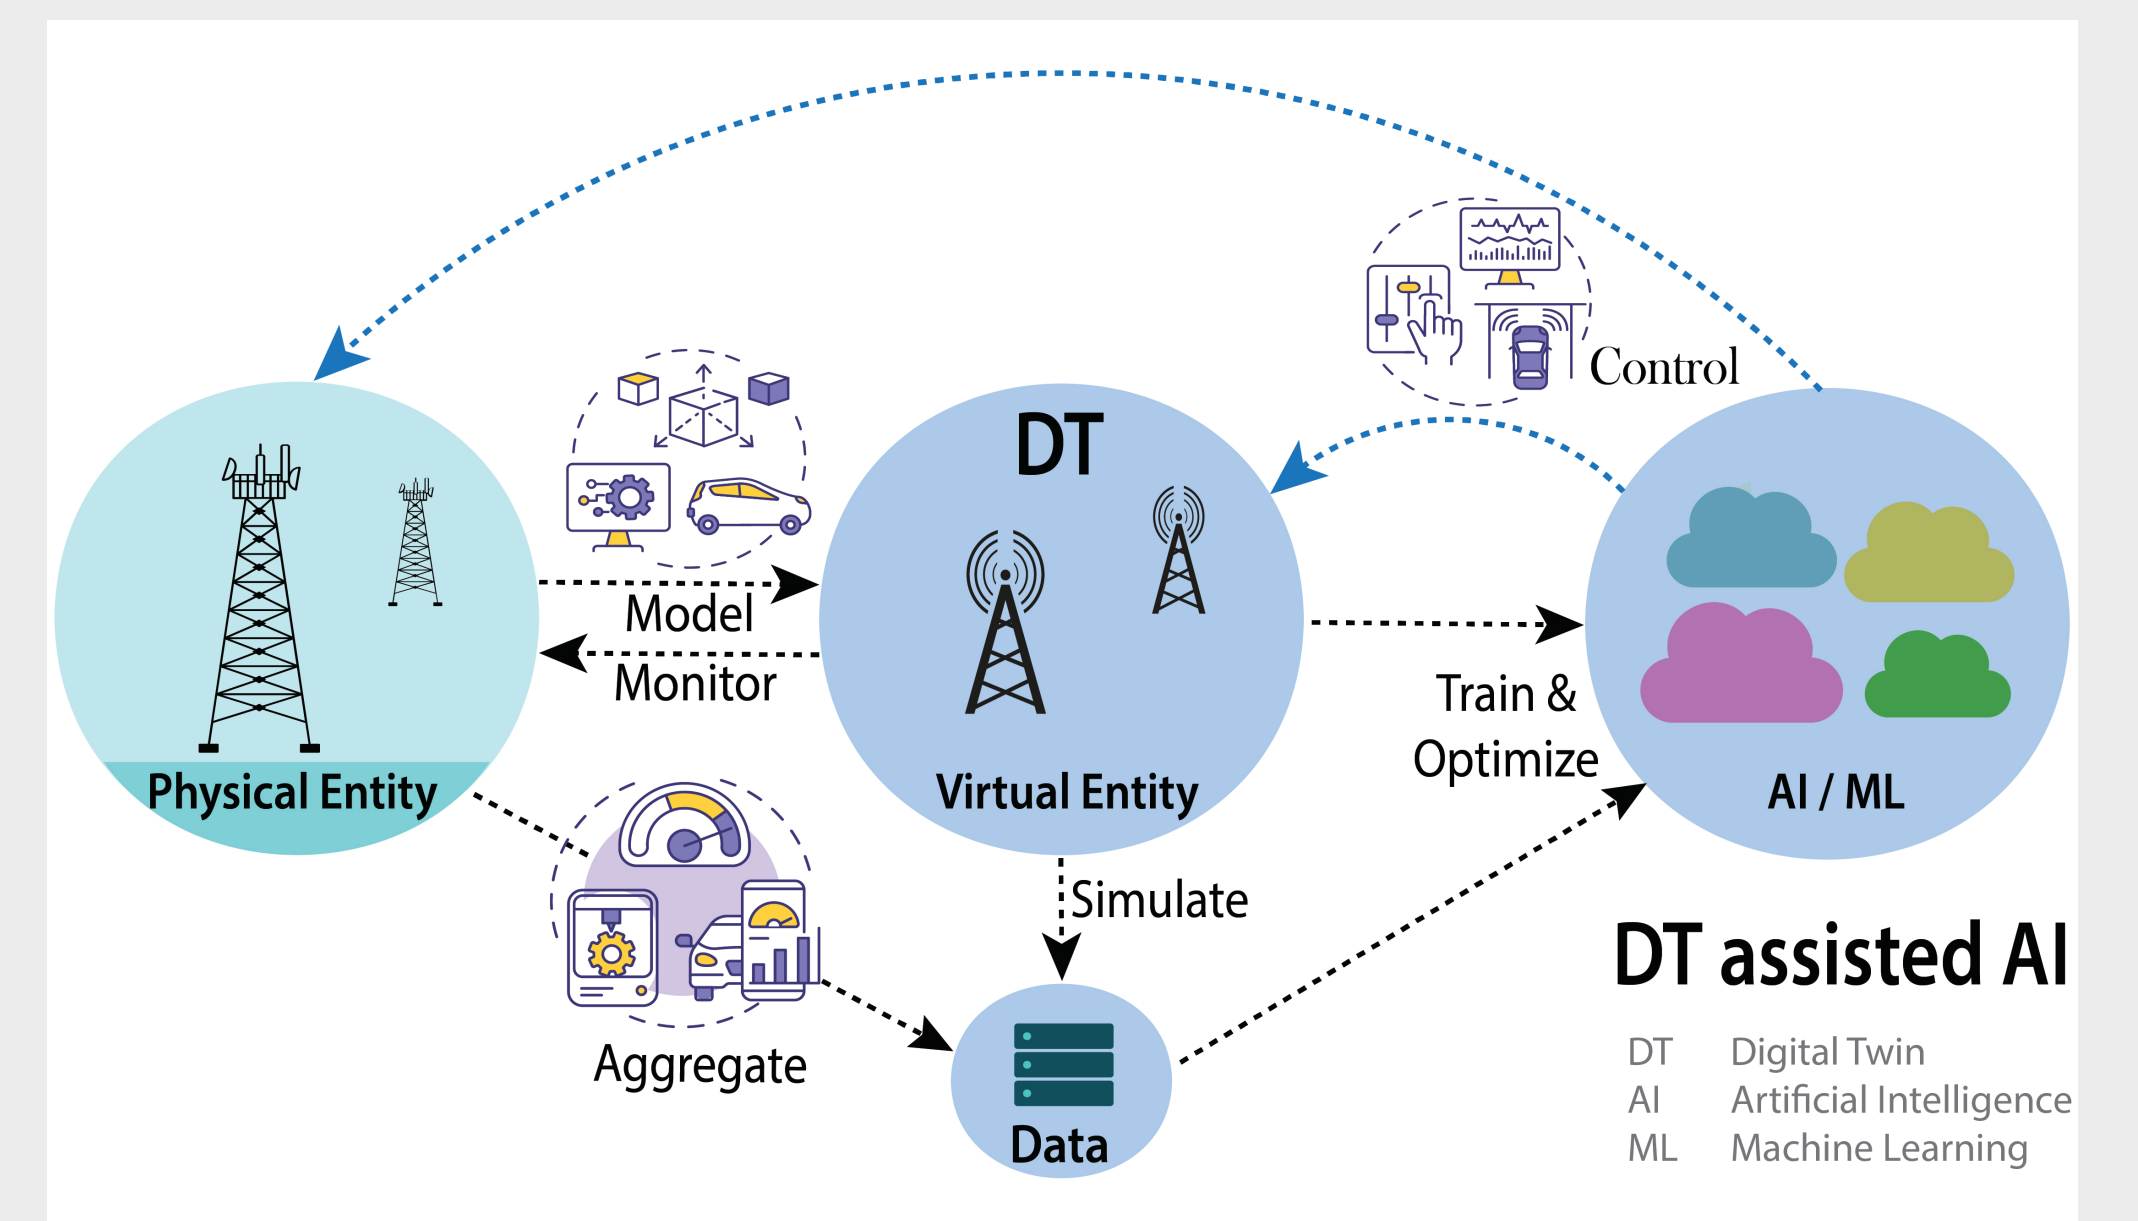 Control
DT
Model
Monitor
Train &
Optimize
Physical Entity
Virtual Entity
AI / ML
Simulate
Aggregate
Data
DT assisted AI
DT Digital Twin
AI Artificial Intelligence
ML Machine Learning